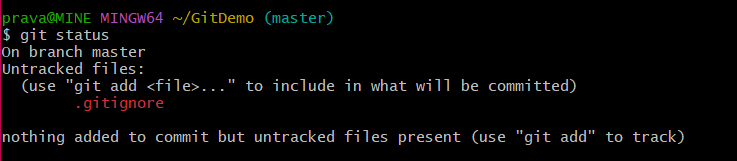 prava@MINE MINGW64 ~/GitDemo (master)
$ git status
On branch master
Untracked files:
  (use "git add <file>..." to include in what will be committed)
        .gitignore

nothing added to commit but untracked files present (use "git add" to track)